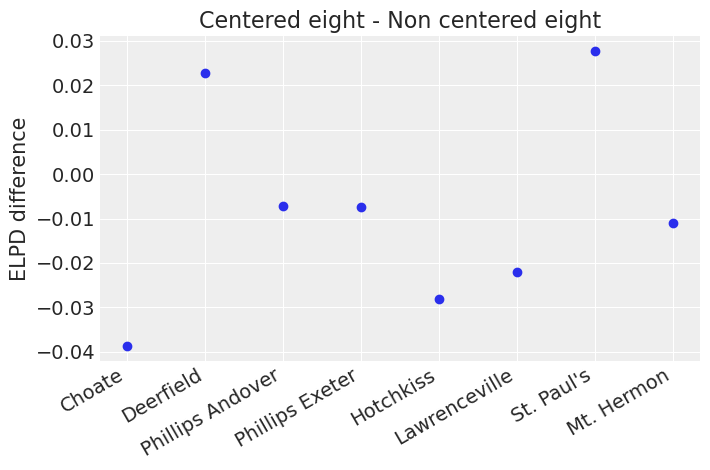 Centered eight - Non centered eight
ELPD difference
0.03
0.02
0.01
0.00
−0.01
−0.02
−0.03
−0.04
Choate
Deerfield
Phillips Andover
Phillips Exeter
Hotchkiss
Lawrenceville
St. Paul's
Mt. Hermon